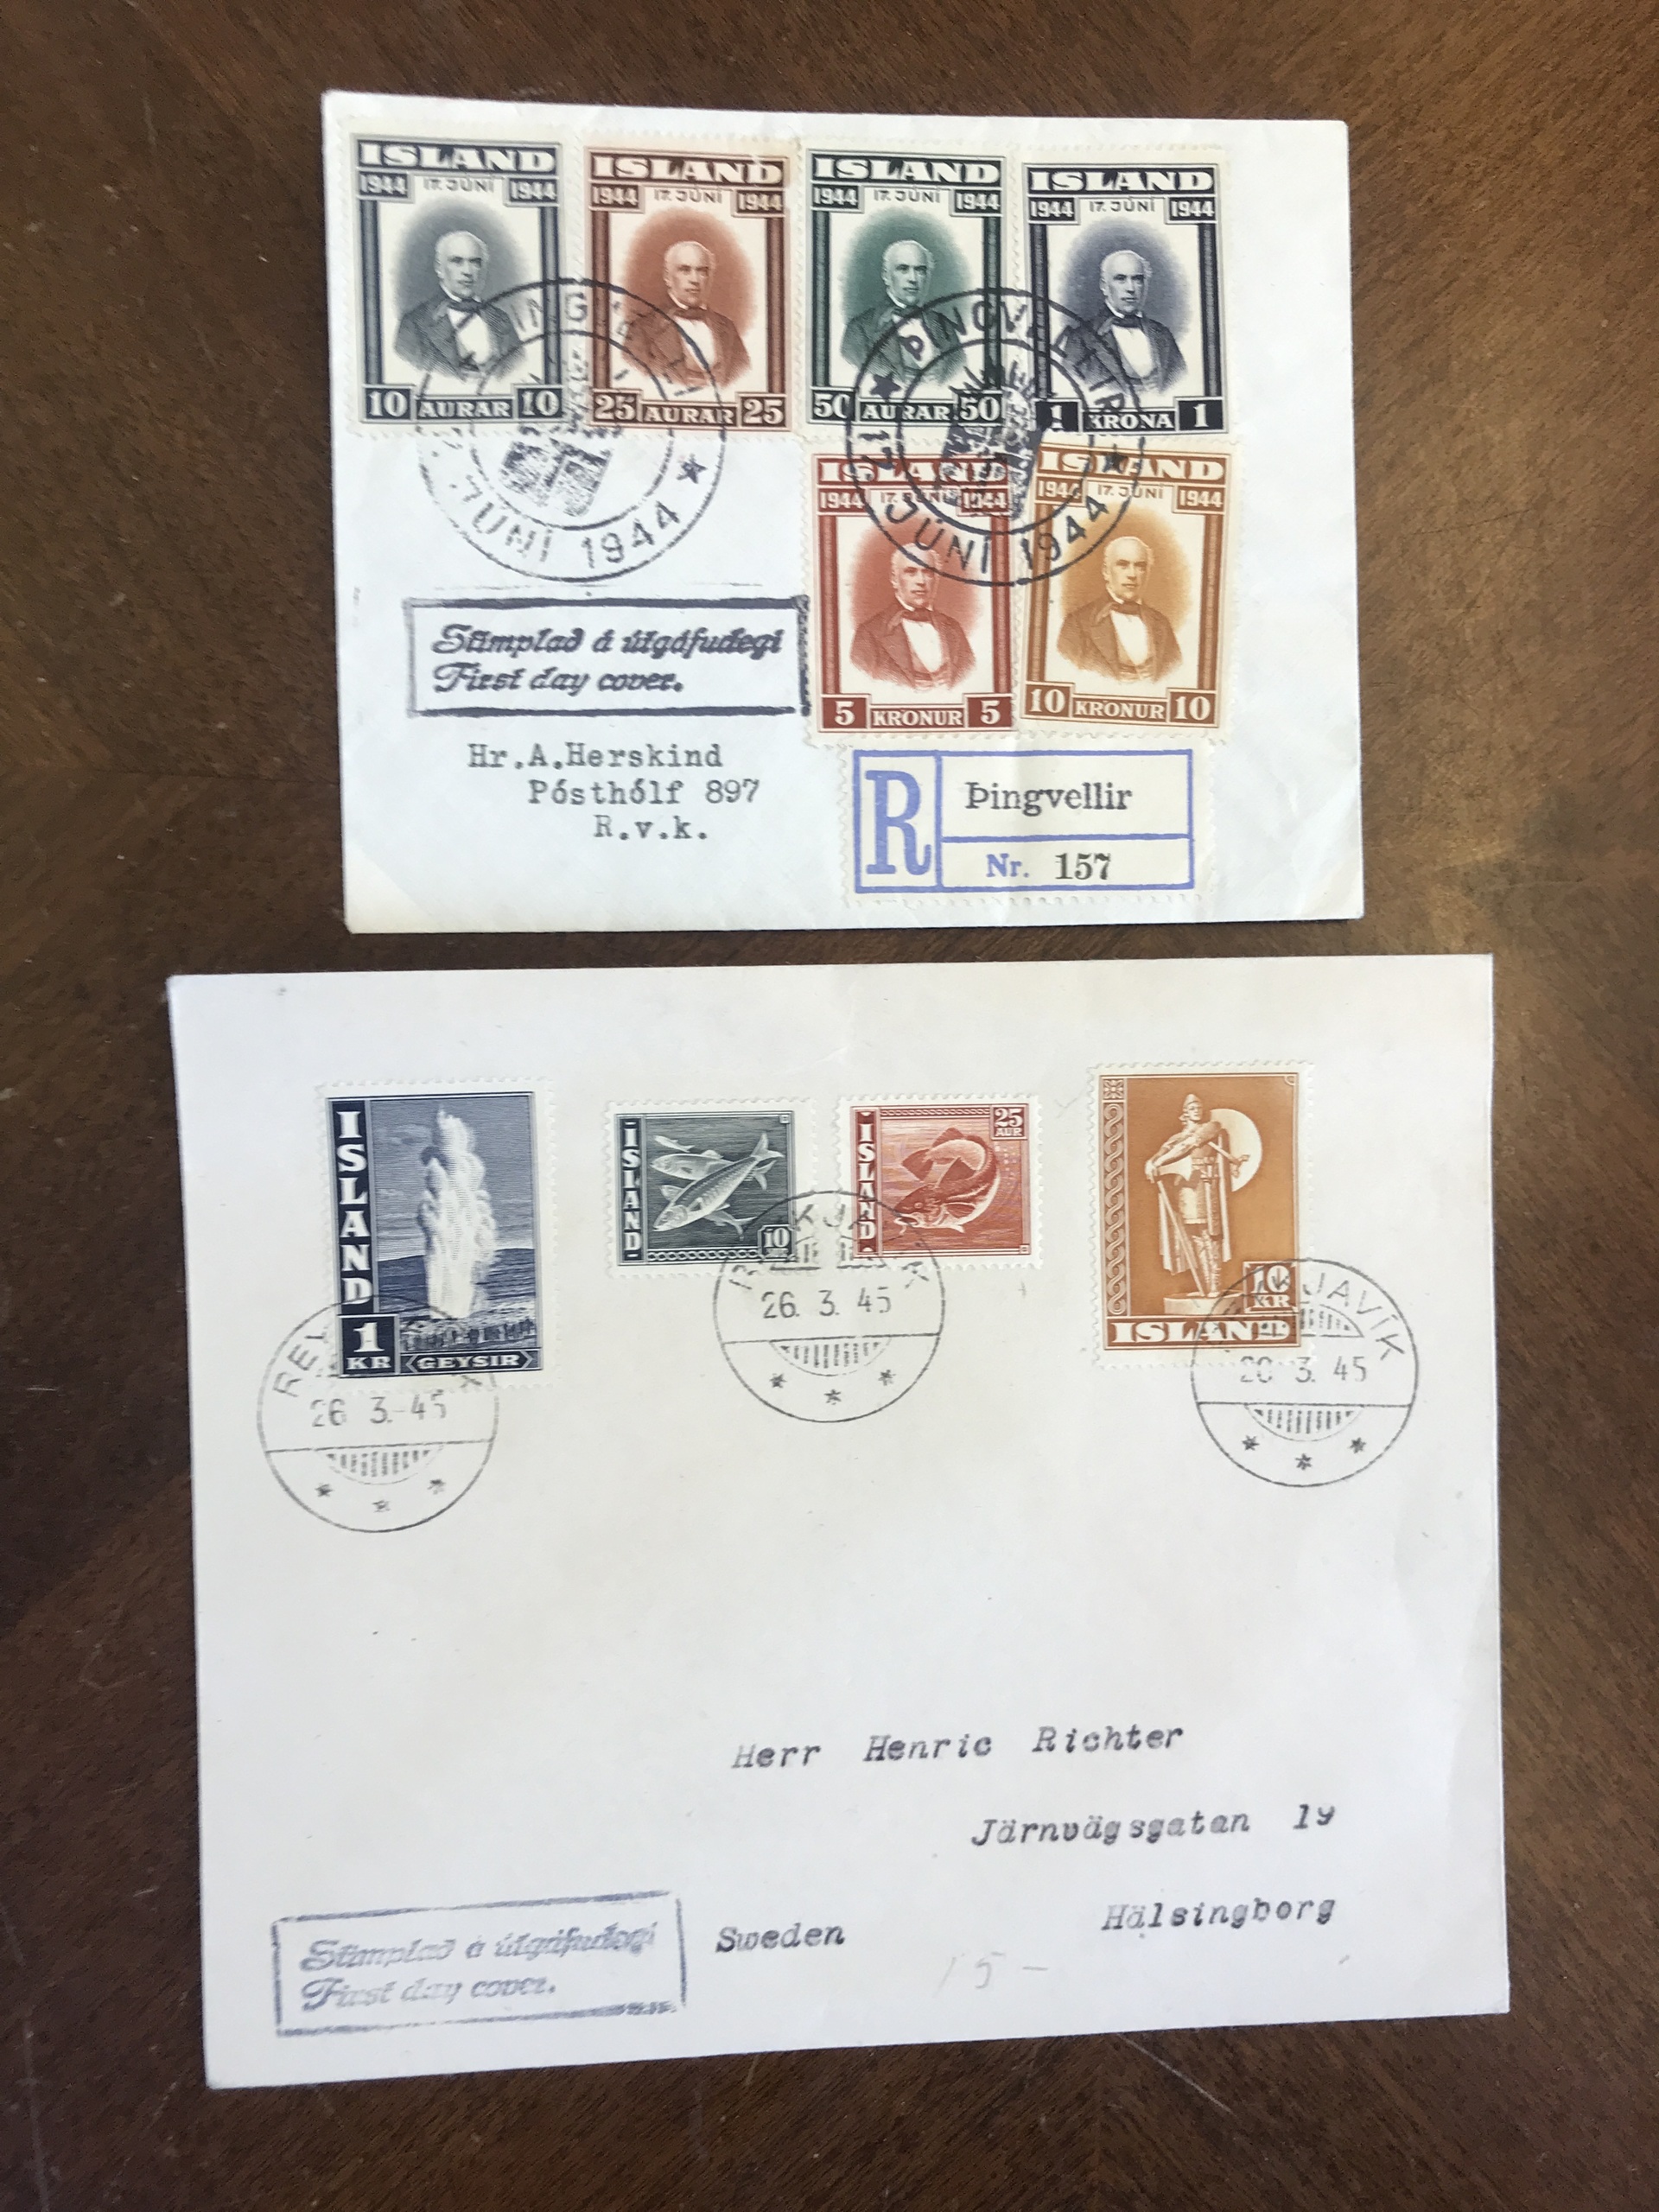 ISLAND
1944 17. JÚNÍ 1944
10 AURAR 10
ISLAND
1944 17. JÚNÍ 1944
25 AURAR 25
ISLAND
1944 17. JÚNÍ 1944
50 AURAR 50
ISLAND
1944 17. JÚNÍ 1944
1 KRÓNA 1
ISLAND
1944 17. JÚNÍ 1944
5 KRÓNUR 5
ISLAND
1944 17. JÚNÍ 1944
10 KRÓNUR 10
JÚNÍ 1944
ÞINGVELLIR
17. JÚNÍ 1944
Stimplað á útgáfudegi
First day cover.
Hr.A.Herskind
Pósthólf 897
R.v.k.
R Þingvellir
Nr. 157
ISLAND
1 KR GEYSIR
ISLAND
10
ISLAND
25 AUR
10 KR
ISLAND
26 3.-45
26. 3. 45
REYKJAVÍK
3. 45
Herr Henric Richter
Järnvägsgatan 19
Hälsingborg
Sweden
15-
Stimplað á útgáfudegi
First day cover.